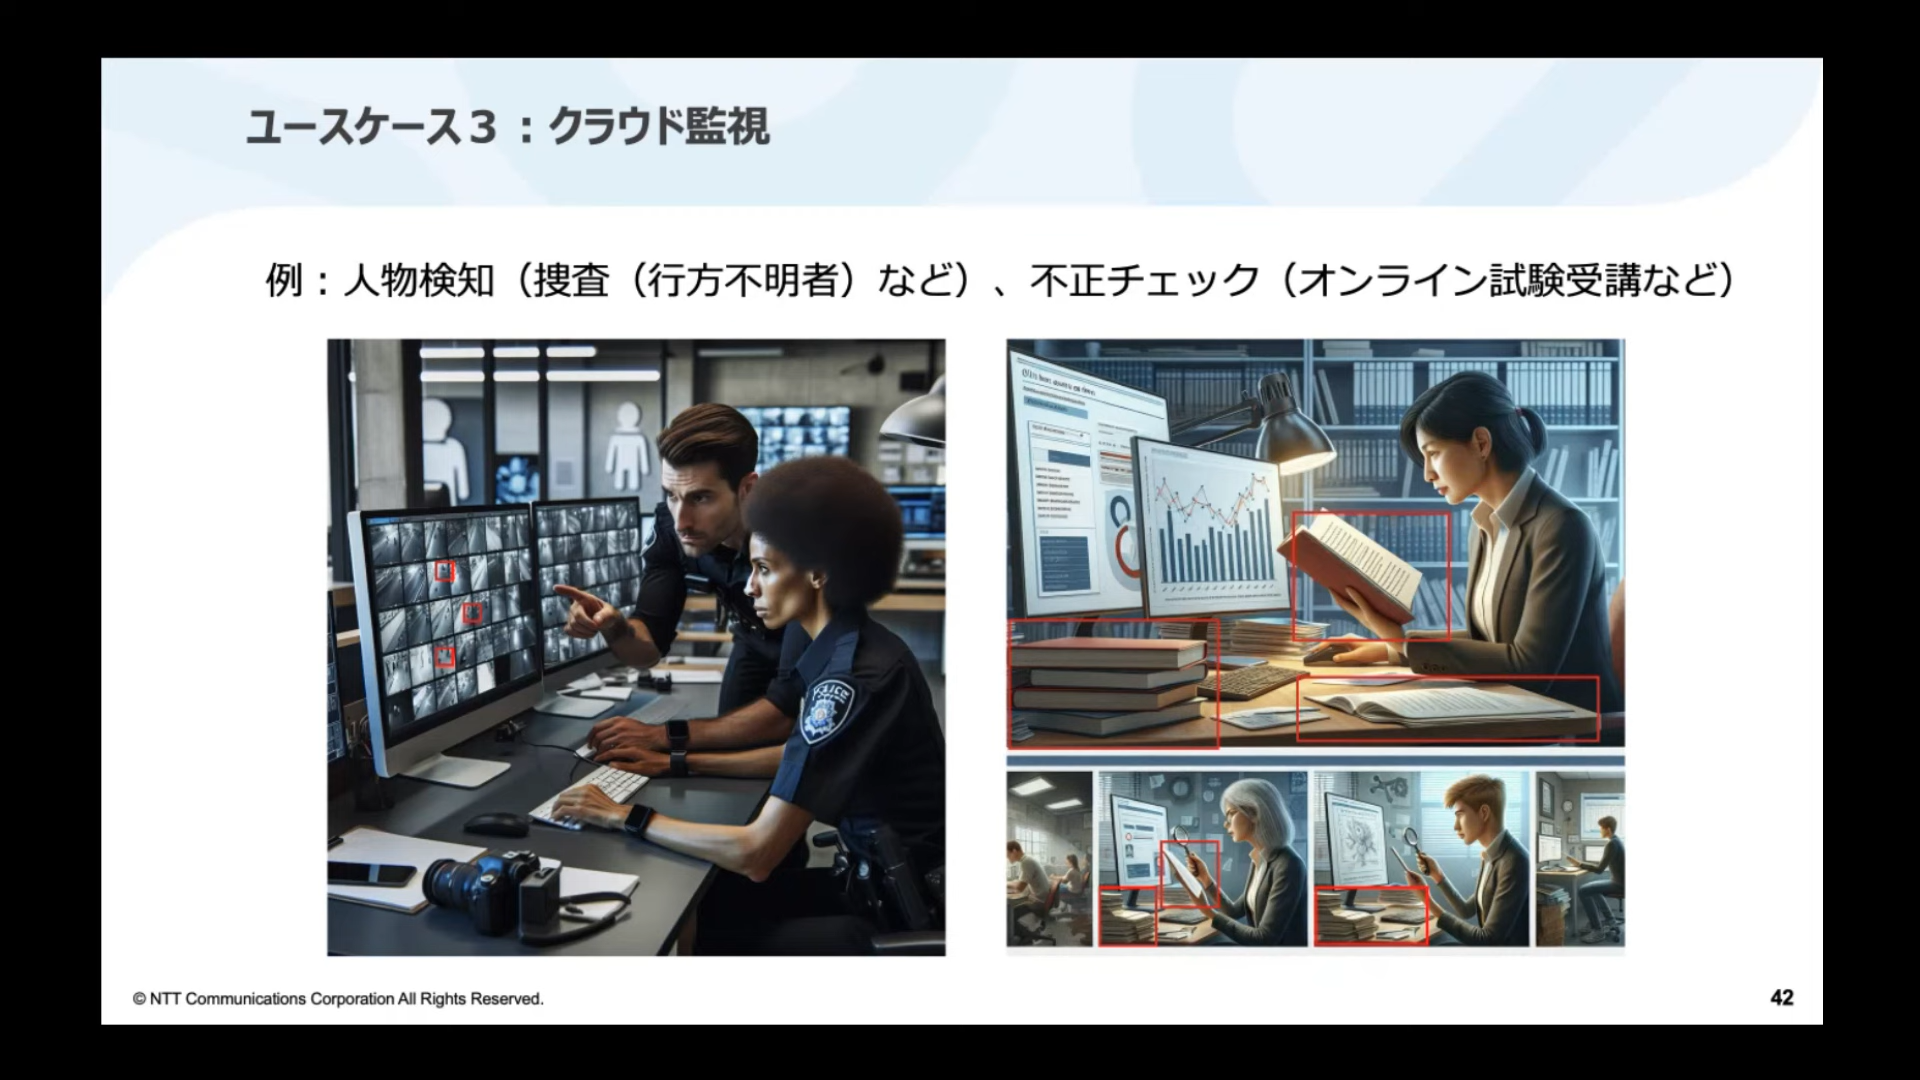 ユースケース３：クラウド監視
例：人物検知（捜査（行方不明者）など）、不正チェック（オンライン試験受講など）
POLICE
© NTT Communications Corporation All Rights Reserved.
42